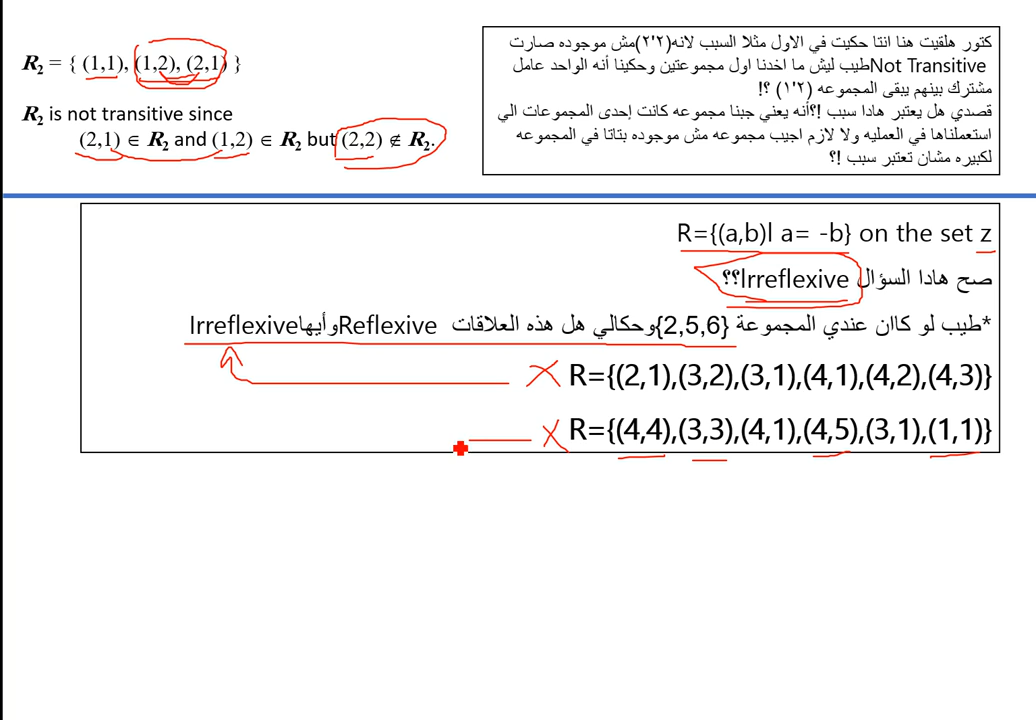 R₂ = { (1,1), (1,2), (2,1) }
R₂ is not transitive since
(2,1) ∈ R₂ and (1,2) ∈ R₂ but (2,2) ∉ R₂.
كتور هلقيت هنا انتا حكيت في الاول مثلا السبب لانه(٢'٢)مش موجوده صارت
Not Transitiveطيب ليش ما اخدنا اول مجموعتين وحكينا أنه الواحد عامل
مشترك بينهم يبقى المجموعه (٢'١) ؟!
قصدي هل يعتبر هادا سبب !؟أنه يعني جبنا مجموعه كانت إحدى المجموعات الي
استعملناها في العمليه ولا لازم اجيب مجموعه مش موجوده بتاتا في المجموعه
لكبيره مشان تعتبر سبب !؟
R={(a,b)l a= -b} on the set z
صح هادا السؤال Irreflexive؟؟
*طيب لو كاان عندي المجموعة {2,5,6}وحكالي هل هذه العلاقات ReflexiveوأيهاIrreflexive
R={(2,1),(3,2),(3,1),(4,1),(4,2),(4,3)}
R={(4,4),(3,3),(4,1),(4,5),(3,1),(1,1)}